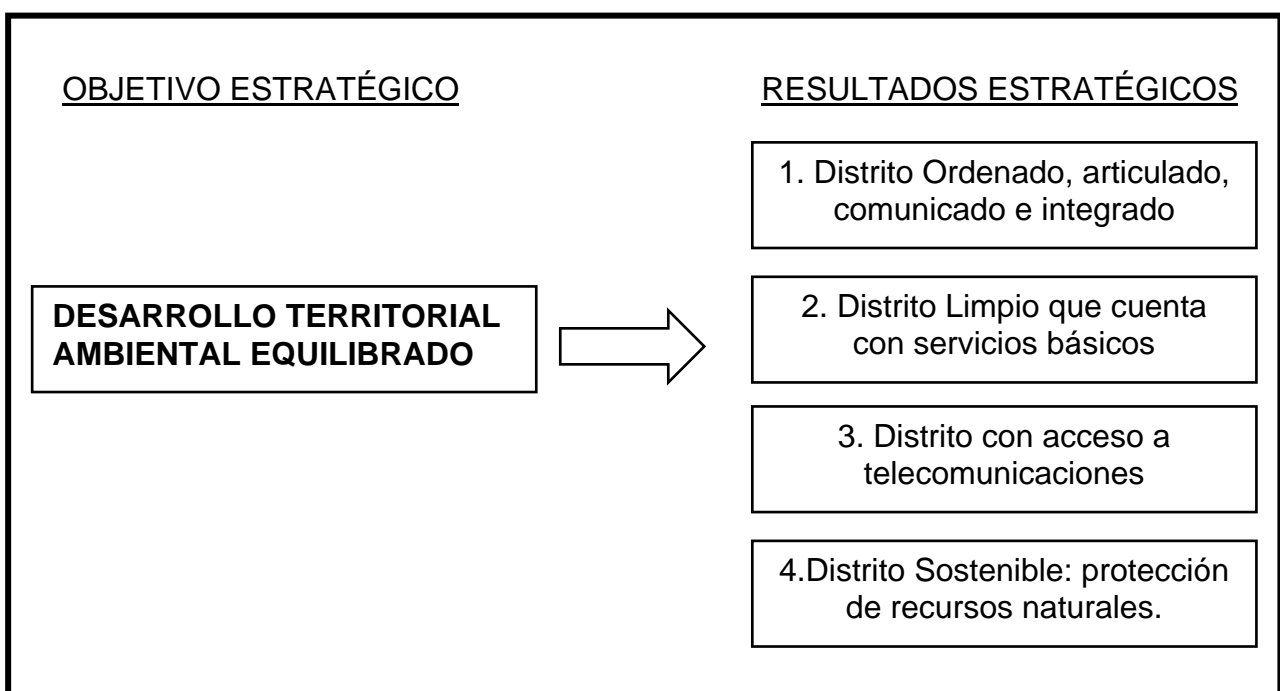 OBJETIVO ESTRATÉGICO
RESULTADOS ESTRATÉGICOS
DESARROLLO TERRITORIAL
AMBIENTAL EQUILIBRADO
1. Distrito Ordenado, articulado,
comunicado e integrado
2. Distrito Limpio que cuenta
con servicios básicos
3. Distrito con acceso a
telecomunicaciones
4.Distrito Sostenible: protección
de recursos naturales.